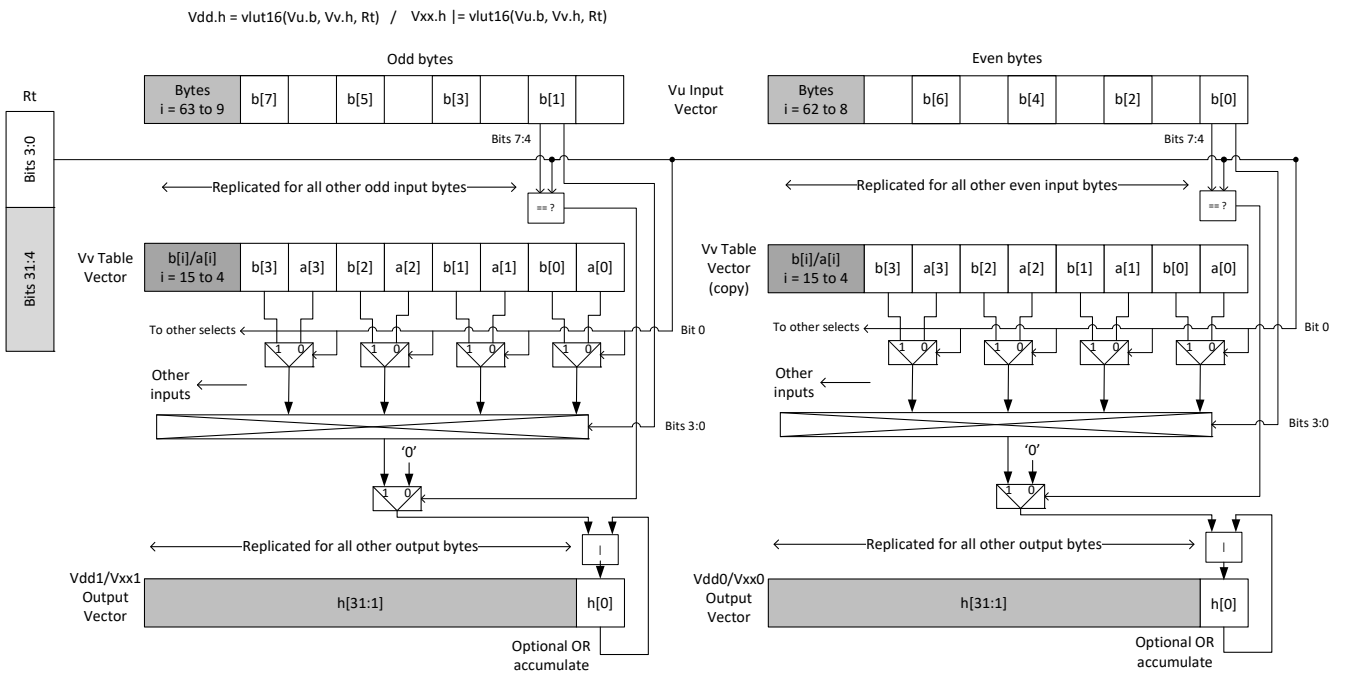 Vdd.h = vlut16(Vu.b, Vv.h, Rt)  /  Vxx.h |= vlut16(Vu.b, Vv.h, Rt)
Odd bytes
Even bytes
Rt
Bits 3:0
Bits 31:4
Bytes
i = 63 to 9
b[7]
b[5]
b[3]
b[1]
Vu Input
Vector
Bytes
i = 62 to 8
b[6]
b[4]
b[2]
b[0]
Bits 7:4
Bits 7:4
Replicated for all other odd input bytes
== ?
Replicated for all other even input bytes
== ?
Vv Table
Vector
b[i]/a[i]
i = 15 to 4
b[3]
a[3]
b[2]
a[2]
b[1]
a[1]
b[0]
a[0]
Vv Table
Vector
(copy)
b[i]/a[i]
i = 15 to 4
b[3]
a[3]
b[2]
a[2]
b[1]
a[1]
b[0]
a[0]
To other selects
Bit 0
To other selects
Bit 0
1 0
1 0
1 0
1 0
1 0
1 0
1 0
1 0
Other
inputs
Other
inputs
Bits 3:0
Bits 3:0
'0'
'0'
1 0
1 0
Replicated for all other output bytes
|
Replicated for all other output bytes
|
Vdd1/Vxx1
Output
Vector
h[31:1]
h[0]
Vdd0/Vxx0
Output
Vector
h[31:1]
h[0]
Optional OR
accumulate
Optional OR
accumulate